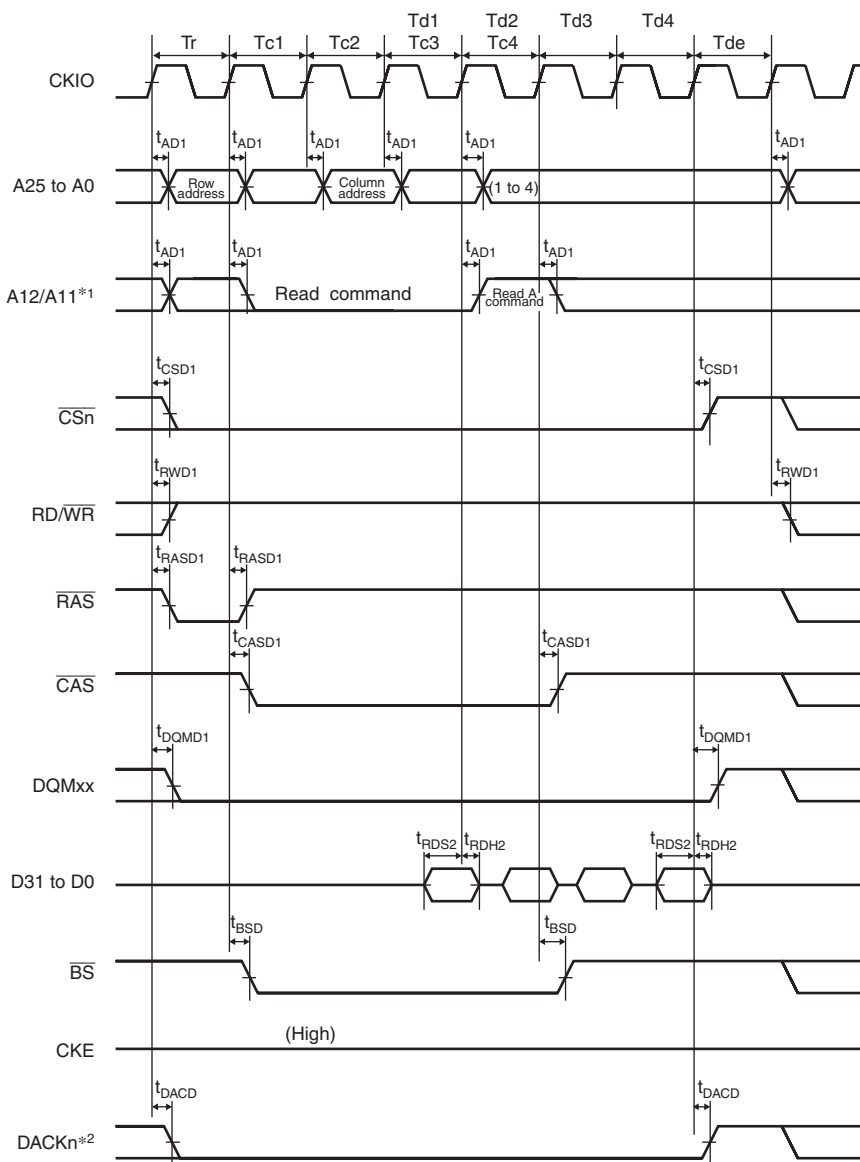 Td1 Td2 Td3 Td4
Tr Tc1 Tc2 Tc3 Tc4 Tde
CKIO
tAD1 tAD1 tAD1 tAD1 tAD1 tAD1
A25 to A0 Row address Column address (1 to 4)
tAD1 tAD1 tAD1 tAD1
A12/A11*1 Read command Read A command
tCSD1 tCSD1
CSn
tRWD1 tRWD1
RD/WR
tRASD1 tRASD1
RAS
tCASD1 tCASD1
CAS
tDQMD1 tDQMD1
DQMxx
tRDS2 tRDH2 tRDS2 tRDH2
D31 to D0
tBSD tBSD
BS
(High)
CKE
tDACD tDACD
DACKn*2